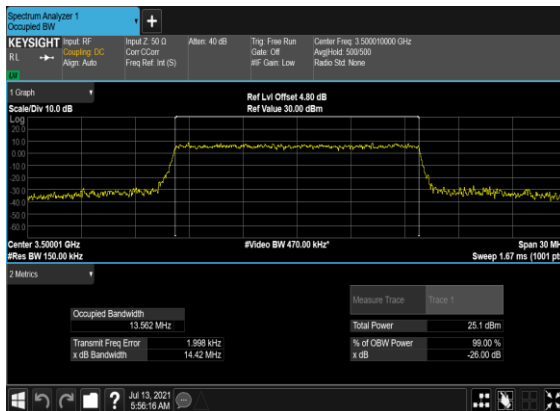 Spectrum Analyzer 1
Occupied BW
KEYSIGHT
RL
Input: RF
Coupling: DC
Align: Auto
Input Z: 50 Ω
Corr CCorr
Freq Ref: Int (S)
Atten: 40 dB
Trig: Free Run
Gate: Off
#IF Gain: Low
Center Freq: 3.500010000 GHz
Avg|Hold: 500/500
Radio Std: None
1 Graph
Scale/Div 10.0 dB
Ref Lvl Offset 4.80 dB
Ref Value 30.00 dBm
Log
20.0
10.0
0.00
-10.0
-20.0
-30.0
-40.0
-50.0
-60.0
Center 3.50001 GHz
#Res BW 150.00 kHz
#Video BW 470.00 kHz*
Span 30 MH
Sweep 1.67 ms (1001 pts
2 Metrics
Measure Trace
Trace 1
Occupied Bandwidth
13.562 MHz
Total Power
25.1 dBm
Transmit Freq Error
1.998 kHz
% of OBW Power
99.00 %
x dB Bandwidth
14.42 MHz
x dB
-26.00 dB
?
Jul 13, 2021
5:56:16 AM